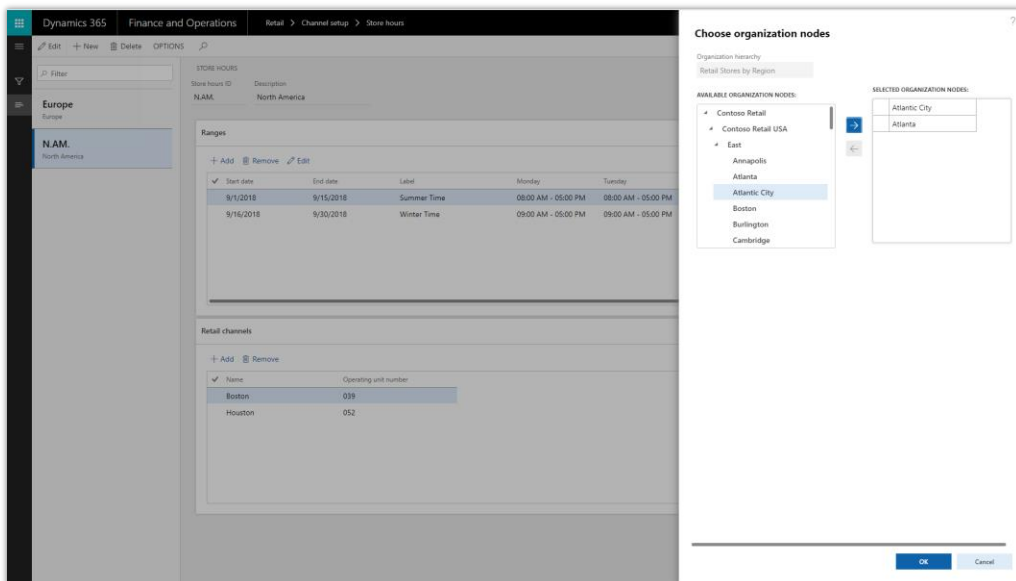 Dynamics 365 Finance and Operations Retail > Channel setup > Store hours
?
Edit + New Delete OPTIONS
Filter
Europe
Europe
N.AM.
North America
STORE HOURS
Store hours ID Description
N.AM. North America
Ranges
+ Add Remove Edit
Start date End date Label Monday Tuesday
9/1/2018 9/15/2018 Summer Time 08:00 AM - 05:00 PM 08:00 AM - 05:00 PM
9/16/2018 9/30/2018 Winter Time 09:00 AM - 05:00 PM 09:00 AM - 05:00 PM
Retail channels
+ Add Remove
Name Operating unit number
Boston 039
Houston 052
Choose organization nodes
Organization hierarchy
Retail Stores by Region
AVAILABLE ORGANIZATION NODES:
Contoso Retail
Contoso Retail USA
East
Annapolis
Atlanta
Atlantic City
Boston
Burlington
Cambridge
SELECTED ORGANIZATION NODES:
Atlantic City
Atlanta
OK Cancel